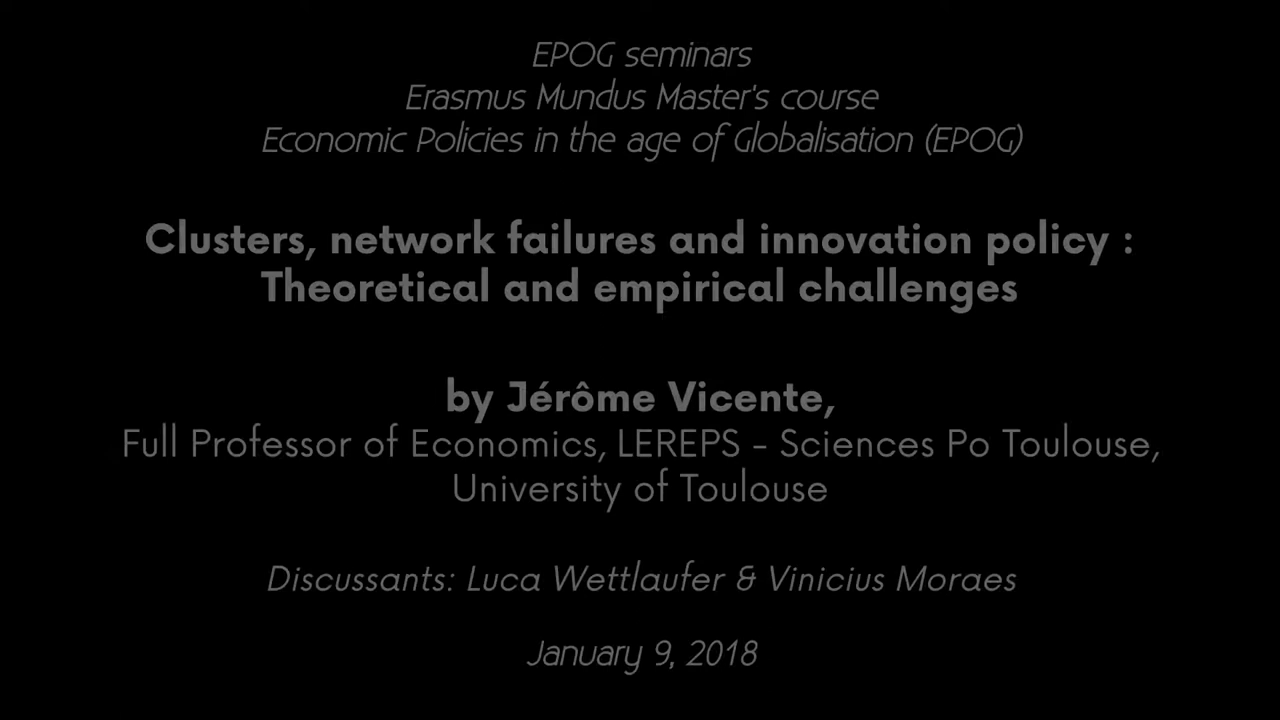 EPOG seminars
Erasmus Mundus Master's course
Economic Policies in the age of Globalisation (EPOG)
Clusters, network failures and innovation policy :
Theoretical and empirical challenges
by Jérôme Vicente,
Full Professor of Economics, LEREPS - Sciences Po Toulouse,
University of Toulouse
Discussants: Luca Wettlaufer & Vinicius Moraes
January 9, 2018